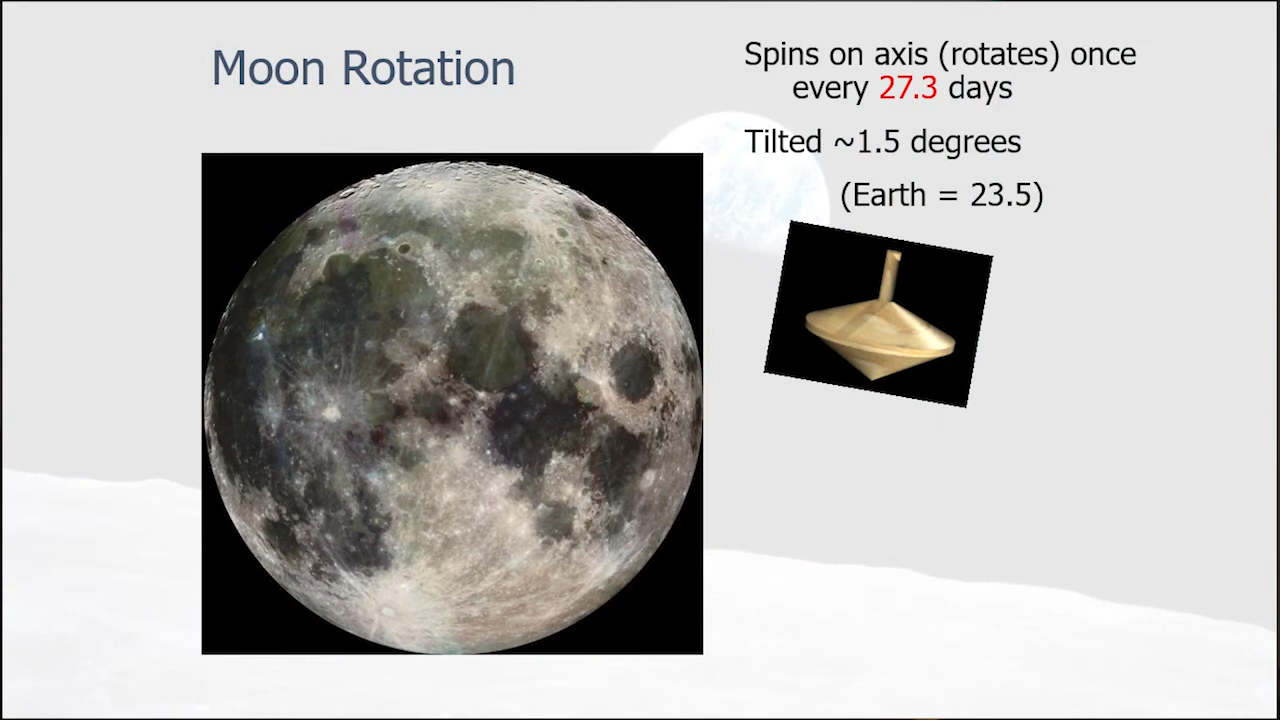 Moon Rotation
Spins on axis (rotates) once
every 27.3 days
Tilted ~1.5 degrees
(Earth = 23.5)